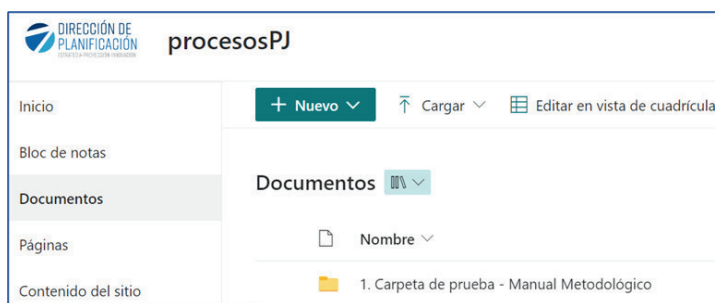 DIRECCIÓN DE
PLANIFICACIÓN
procesosPJ
Inicio
Bloc de notas
Documentos
Páginas
Contenido del sitio
+ Nuevo
Cargar
Editar en vista de cuadrícula
Documentos
Nombre
1. Carpeta de prueba - Manual Metodológico